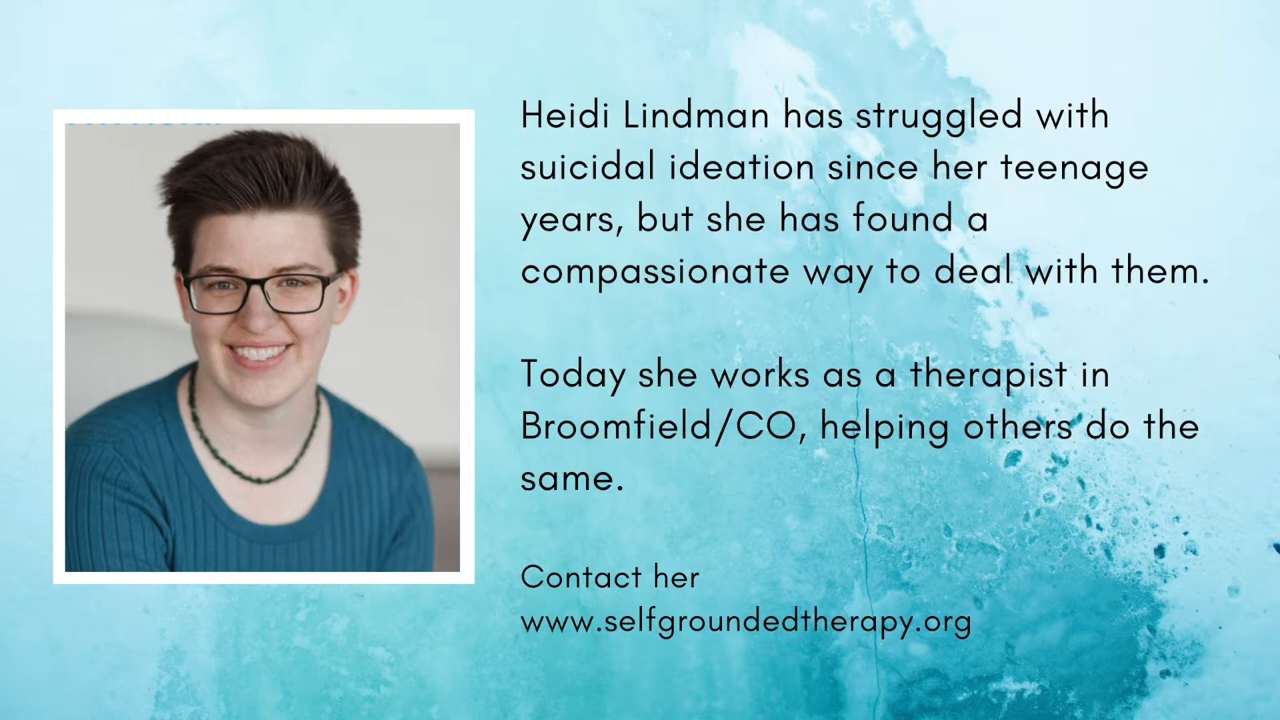 Heidi Lindman has struggled with
suicidal ideation since her teenage
years, but she has found a
compassionate way to deal with them.
Today she works as a therapist in
Broomfield/CO, helping others do the
same.
Contact her
www.selfgroundedtherapy.org